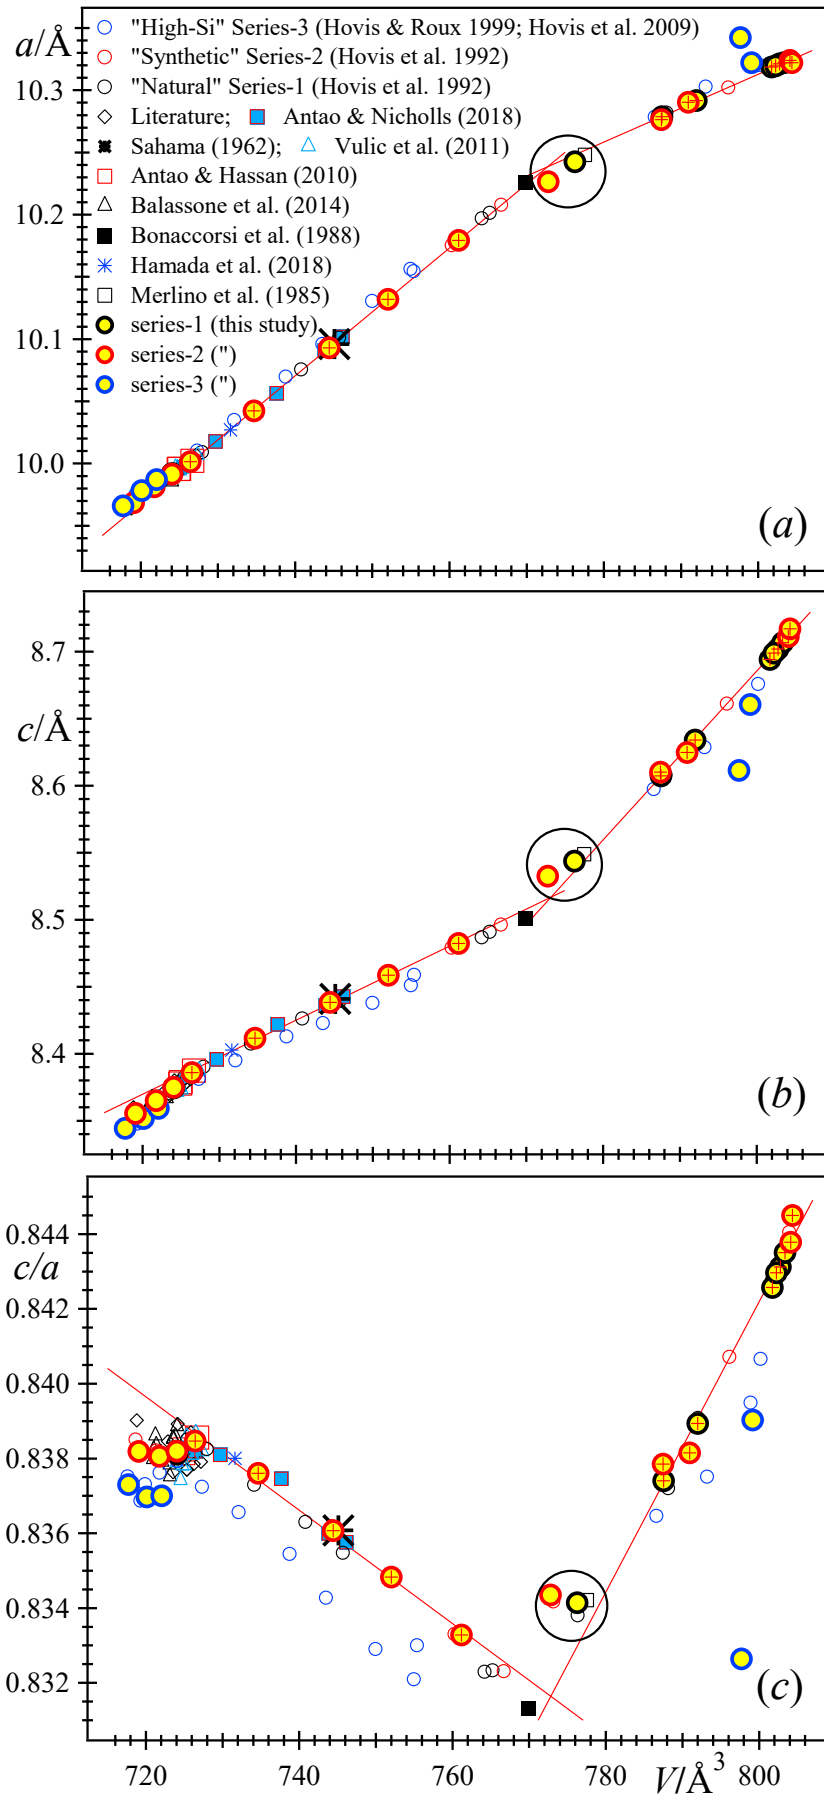 a/Å
"High-Si" Series-3 (Hovis & Roux 1999; Hovis et al. 2009)
"Synthetic" Series-2 (Hovis et al. 1992)
"Natural" Series-1 (Hovis et al. 1992)
Literature; Antao & Nicholls (2018)
Sahama (1962); Vulic et al. (2011)
Antao & Hassan (2010)
Balassone et al. (2014)
Bonaccorsi et al. (1988)
Hamada et al. (2018)
Merlino et al. (1985)
series-1 (this study)
series-2 (")
series-3 (")
10.3
10.2
10.1
10.0
(a)
8.7
c/Å
8.6
8.5
8.4
(b)
0.844
c/a
0.842
0.840
0.838
0.836
0.834
0.832
(c)
720 740 760 780 V/Å³ 800